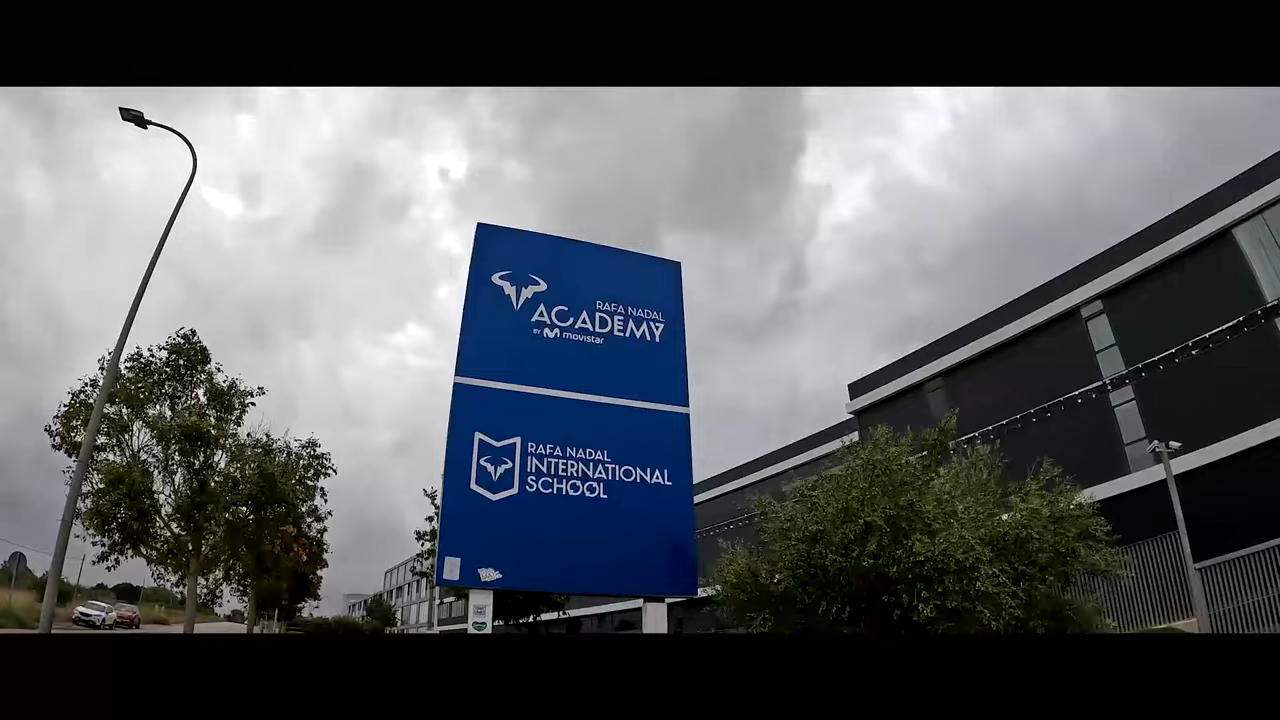 RAFA NADAL
ACADEMY
BY movistar
RAFA NADAL
INTERNATIONAL
SCHOOL